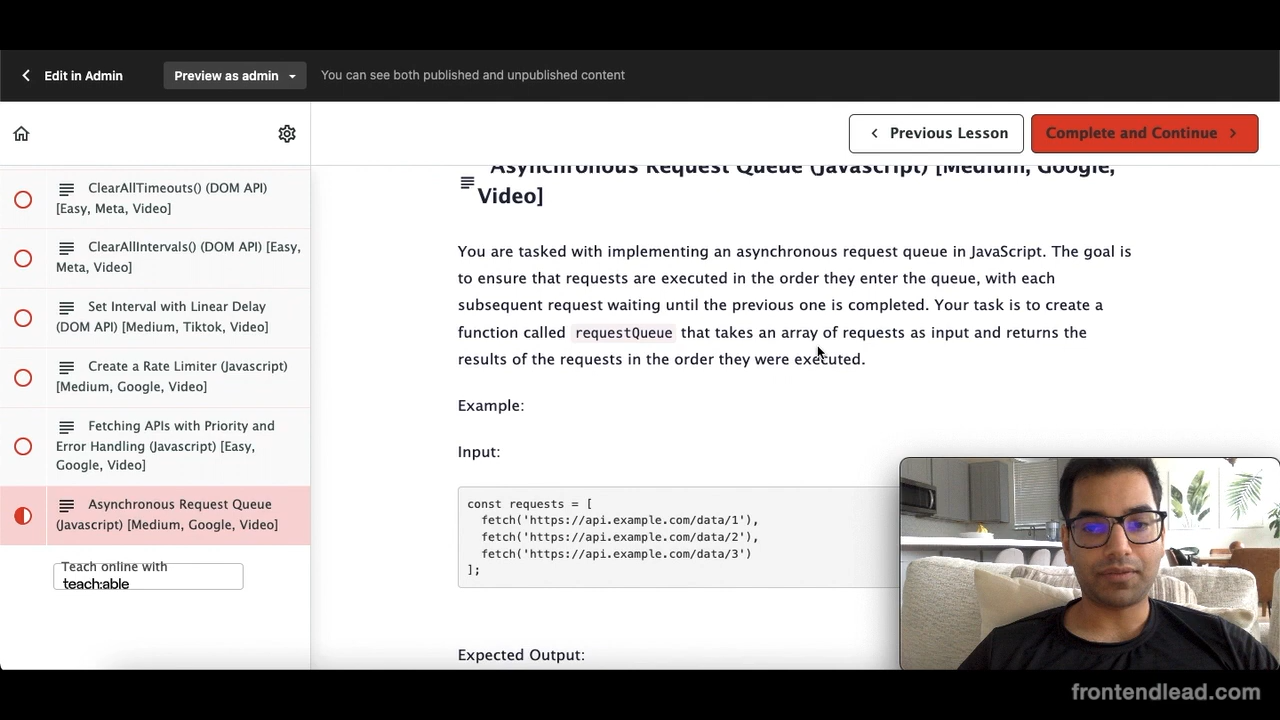 Edit in Admin
Preview as admin
You can see both published and unpublished content
Previous Lesson
Complete and Continue
ClearAllTimeouts() (DOM API)
[Easy, Meta, Video]
ClearAllIntervals() (DOM API) [Easy,
Meta, Video]
Set Interval with Linear Delay
(DOM API) [Medium, Tiktok, Video]
Create a Rate Limiter (Javascript)
[Medium, Google, Video]
Fetching APIs with Priority and
Error Handling (Javascript) [Easy,
Google, Video]
Asynchronous Request Queue
(Javascript) [Medium, Google, Video]
Teach online with
teach:able
Asynchronous Request Queue (Javascript) [Medium, Google,
Video]
You are tasked with implementing an asynchronous request queue in JavaScript. The goal is
to ensure that requests are executed in the order they enter the queue, with each
subsequent request waiting until the previous one is completed. Your task is to create a
function called requestQueue that takes an array of requests as input and returns the
results of the requests in the order they were executed.
Example:
Input:
const requests = [
fetch('https://api.example.com/data/1'),
fetch('https://api.example.com/data/2'),
fetch('https://api.example.com/data/3')
];
Expected Output:
frontendlead.com